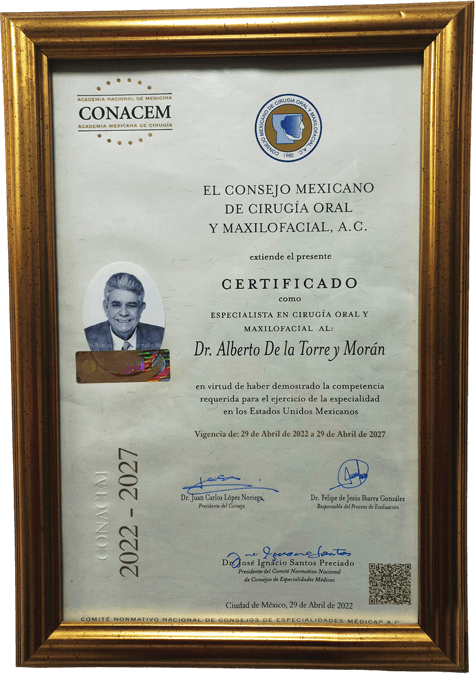 ACADEMIA NACIONAL DE MEDICINA
CONACEM
ACADEMIA MEXICANA DE CIRUGÍA
CONSEJO MEXICANO DE CIRUGÍA ORAL Y MAXILOFACIAL, A.C.
1980
EL CONSEJO MEXICANO
DE CIRUGÍA ORAL
Y MAXILOFACIAL, A.C.
extiende el presente
CERTIFICADO
como
ESPECIALISTA EN CIRUGÍA ORAL Y
MAXILOFACIAL AL:
Dr. Alberto De la Torre y Morán
en virtud de haber demostrado la competencia
requerida para el ejercicio de la especialidad
en los Estados Unidos Mexicanos
Vigencia de: 29 de Abril de 2022 a 29 de Abril de 2027
2022 - 2027
Dr. Juan Carlos López Noriega
Presidente del Consejo
Dr. Felipe de Jesús Ibarra González
Responsable del Proceso de Evaluación
Dr. José Ignacio Santos Preciado
Presidente del Comité Normativo Nacional
de Consejos de Especialidades Médicas
Ciudad de México, 29 de Abril de 2022
COMITÉ NORMATIVO NACIONAL DE CONSEJOS DE ESPECIALIDADES MÉDICAS A.C.